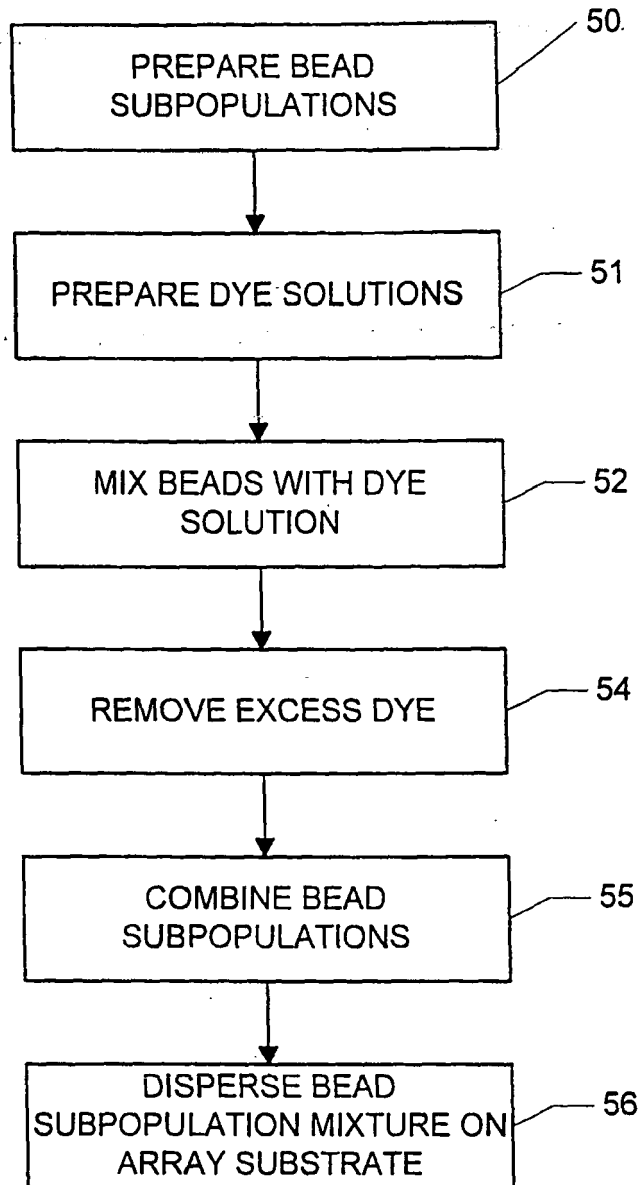 50
PREPARE BEAD
SUBPOPULATIONS
51
PREPARE DYE SOLUTIONS
52
MIX BEADS WITH DYE
SOLUTION
54
REMOVE EXCESS DYE
55
COMBINE BEAD
SUBPOPULATIONS
56
DISPERSE BEAD
SUBPOPULATION MIXTURE ON
ARRAY SUBSTRATE